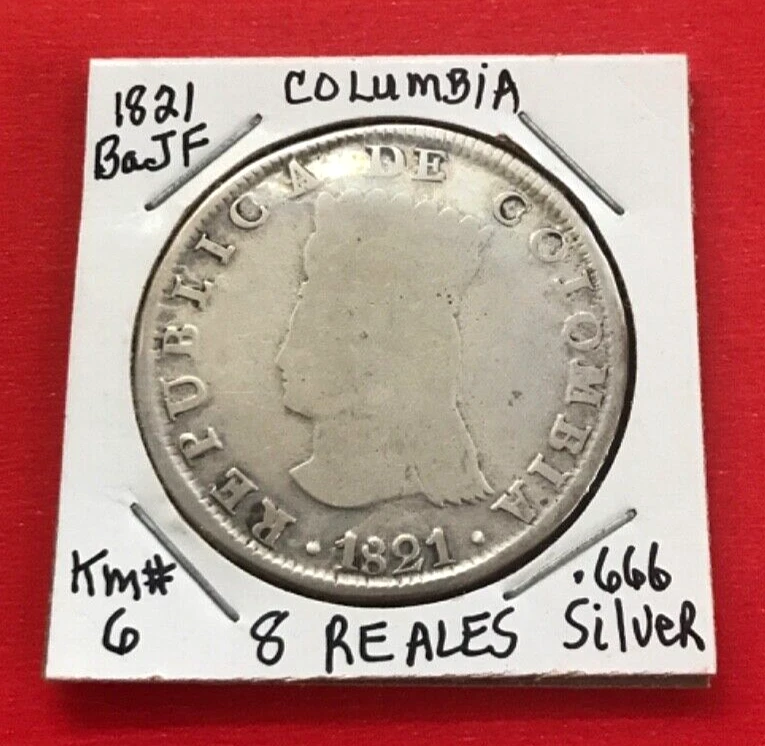 1821
BaJF
COLUMBIA
REPUBLICA DE COLOMBIA
· 1821 ·
Km#
6
8 REALES
.666
SilveR